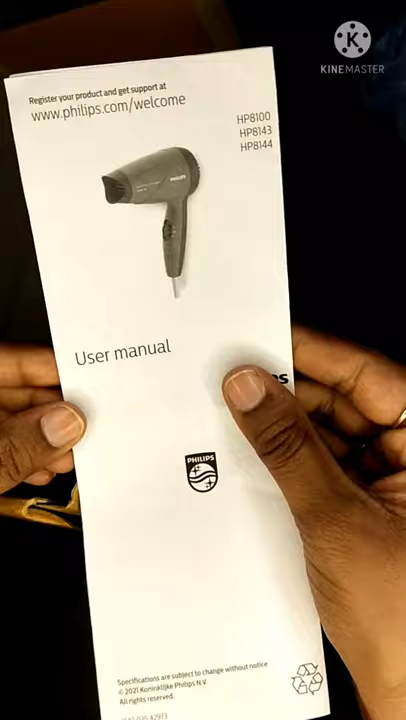 KINEMASTER
Register your product and get support at
www.philips.com/welcome
HP8100
HP8143
HP8144
PHILIPS
User manual
PHILIPS
Specifications are subject to change without notice
© 2021 Koninklijke Philips N.V.
All rights reserved.